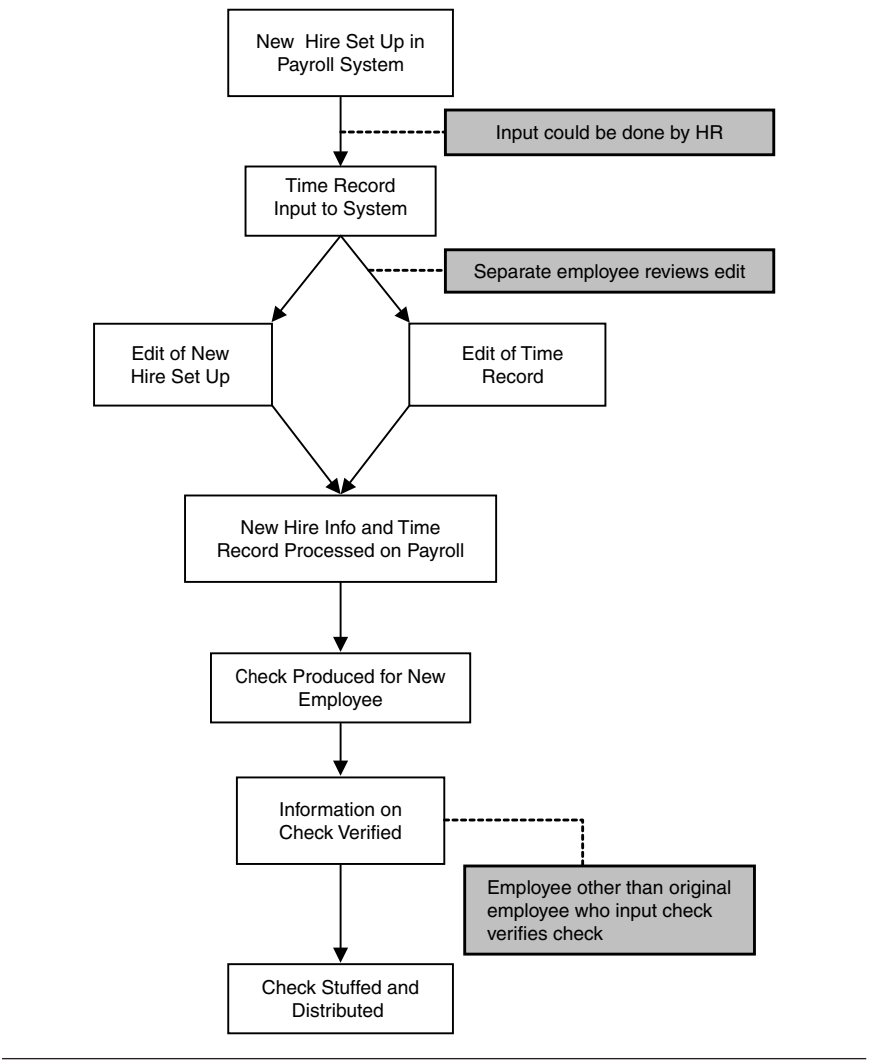 New Hire Set Up in
Payroll System
Input could be done by HR
Time Record
Input to System
Separate employee reviews edit
Edit of New
Hire Set Up
Edit of Time
Record
New Hire Info and Time
Record Processed on Payroll
Check Produced for New
Employee
Information on
Check Verified
Employee other than original
employee who input check
verifies check
Check Stuffed and
Distributed